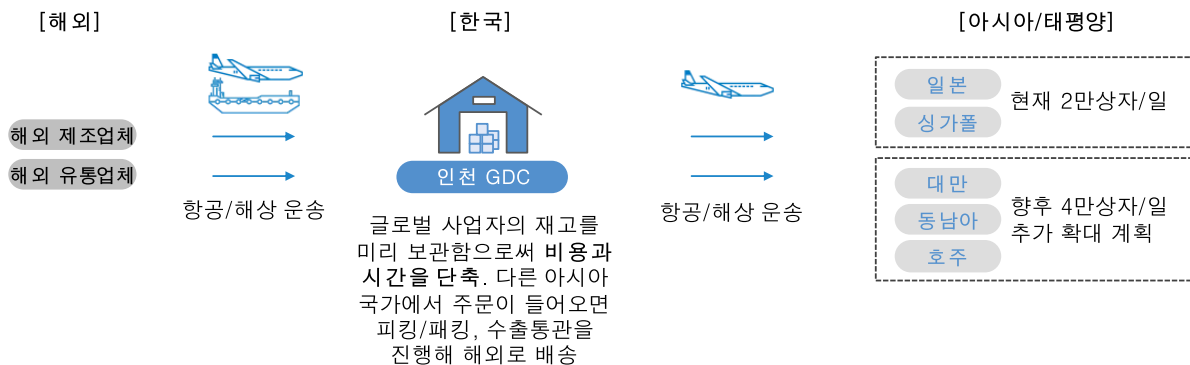 [해외]
[한국]
[아시아/태평양]
해외 제조업체
해외 유통업체
항공/해상 운송
인천 GDC
글로벌 사업자의 재고를
미리 보관함으로써 비용과
시간을 단축. 다른 아시아
국가에서 주문이 들어오면
피킹/패킹, 수출통관을
진행해 해외로 배송
항공/해상 운송
일본
싱가폴
현재 2만상자/일
대만
동남아
호주
향후 4만상자/일
추가 확대 계획